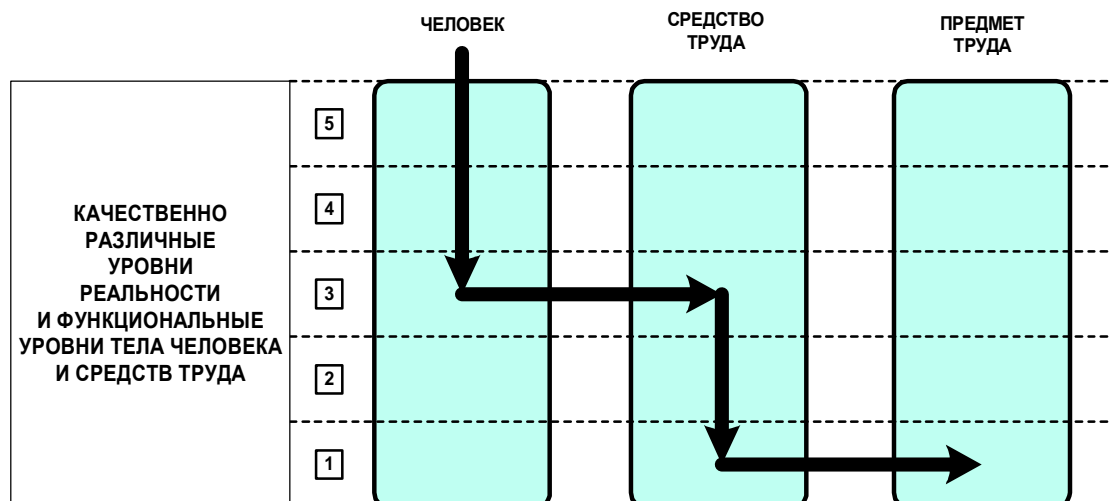 ЧЕЛОВЕК
СРЕДСТВО
ТРУДА
ПРЕДМЕТ
ТРУДА
КАЧЕСТВЕННО
РАЗЛИЧНЫЕ
УРОВНИ
РЕАЛЬНОСТИ
И ФУНКЦИОНАЛЬНЫЕ
УРОВНИ ТЕЛА ЧЕЛОВЕКА
И СРЕДСТВ ТРУДА
5
4
3
2
1